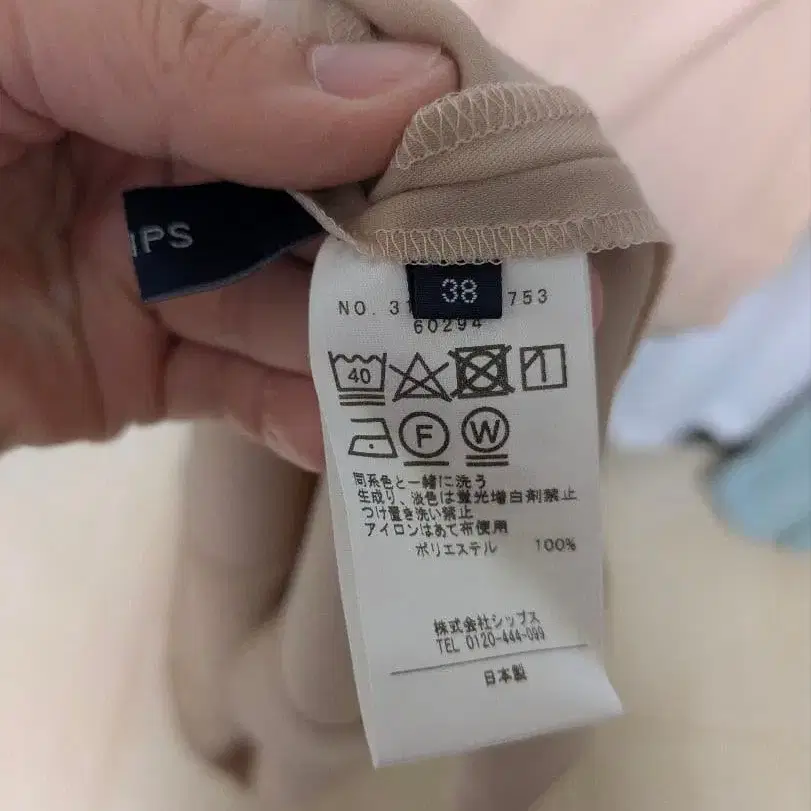 IPS
38
NO. 31 753
60294
40
F W
同系色と一緒に洗う
生成り、淡色は蛍光増白剤禁止
つけ置き洗い禁止
アイロンはあて布使用
ポリエステル 100%
株式会社シップス
TEL 0120-444-099
日本製